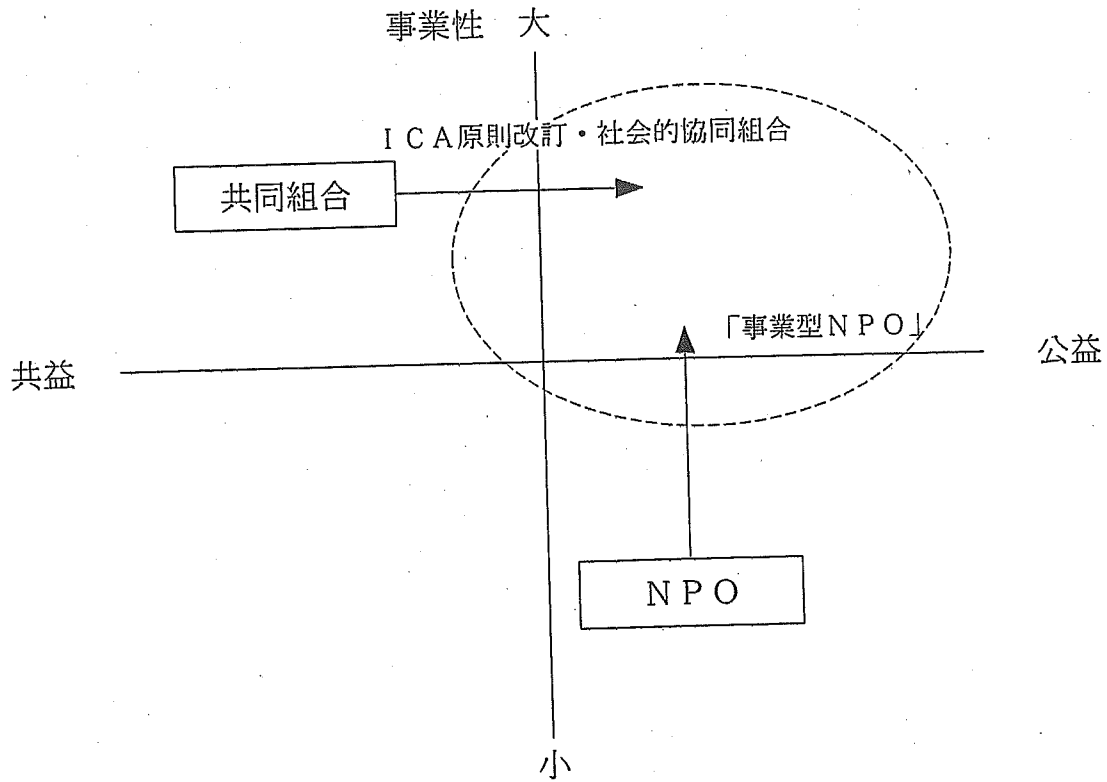 事業性 大
ICA原則改訂・社会的協同組合
共同組合
「事業型NPO」
共益
公益
NPO
小